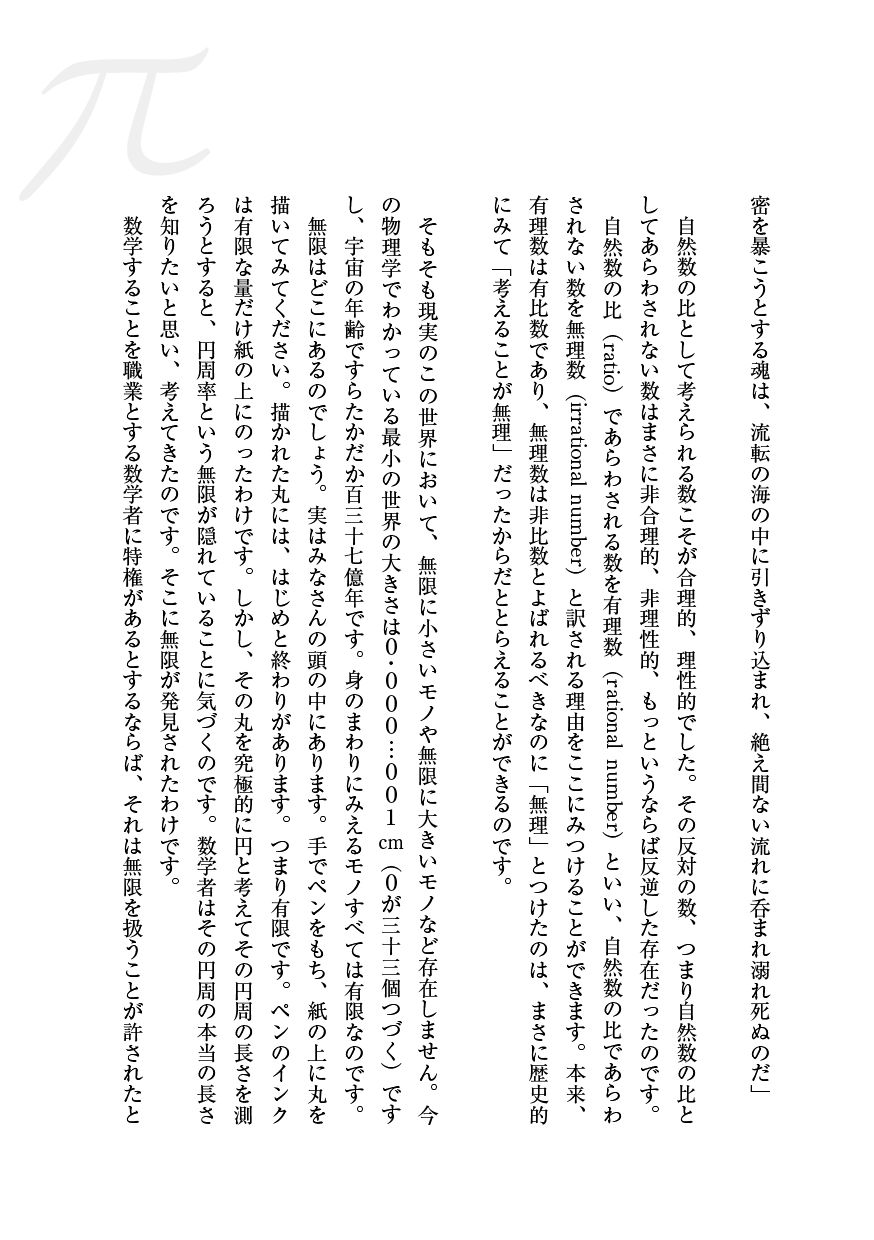 π
密を暴こうとする魂は、流転の海の中に引きずり込まれ、絶え間ない流れに呑まれ溺れ死ぬのだ」
自然数の比として考えられる数こそが合理的、理性的でした。その反対の数、つまり自然数の比と
してあらわされない数はまさに非合理的、非理性的、もっというならば反逆した存在だったのです。
自然数の比（ratio）であらわされる数を有理数（rational number）といい、自然数の比であらわ
されない数を無理数（irrational number）と訳される理由をここにみつけることができます。本来、
有理数は有比数であり、無理数は非比数とよばれるべきなのに「無理」とつけたのは、まさに歴史的
にみて「考えることが無理」だったからだととらえることができるのです。
そもそも現実のこの世界において、無限に小さいモノや無限に大きいモノなど存在しません。今
の物理学でわかっている最小の世界の大きさは0・000…001cm（0が三十三個つづく）です
し、宇宙の年齢ですらたかだか百三十七億年です。身のまわりにみえるモノすべては有限なのです。
無限はどこにあるのでしょう。実はみなさんの頭の中にあります。手でペンをもち、紙の上に丸を
描いてみてください。描かれた丸には、はじめと終わりがあります。つまり有限です。ペンのインク
は有限な量だけ紙の上にのったわけです。しかし、その丸を究極的に円と考えてその円周の長さを測
ろうとすると、円周率という無限が隠れていることに気づくのです。数学者はその円周の本当の長さ
を知りたいと思い、考えてきたのです。そこに無限が発見されたわけです。
数学することを職業とする数学者に特権があるとするならば、それは無限を扱うことが許されたと